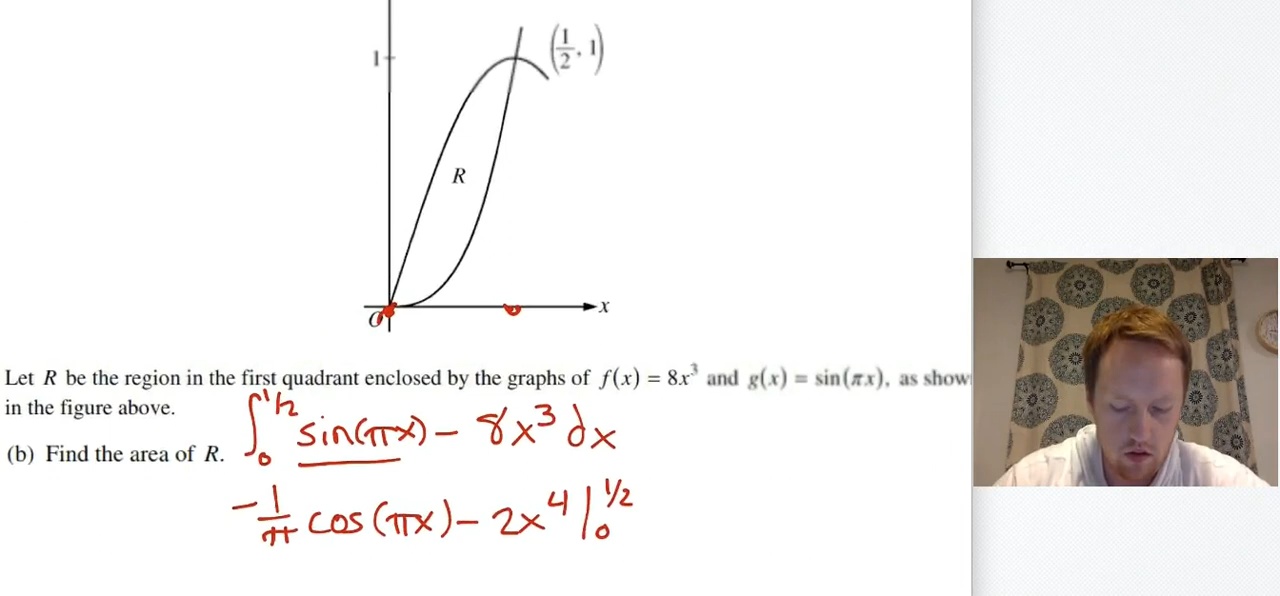 1
(1/2, 1)
R
O
x
Let R be the region in the first quadrant enclosed by the graphs of f(x) = 8x³ and g(x) = sin(πx), as show
in the figure above.
∫₀^1/2 sin(πx) − 8x³ dx
(b) Find the area of R.
−1/π cos(πx) − 2x⁴ |₀^1/2